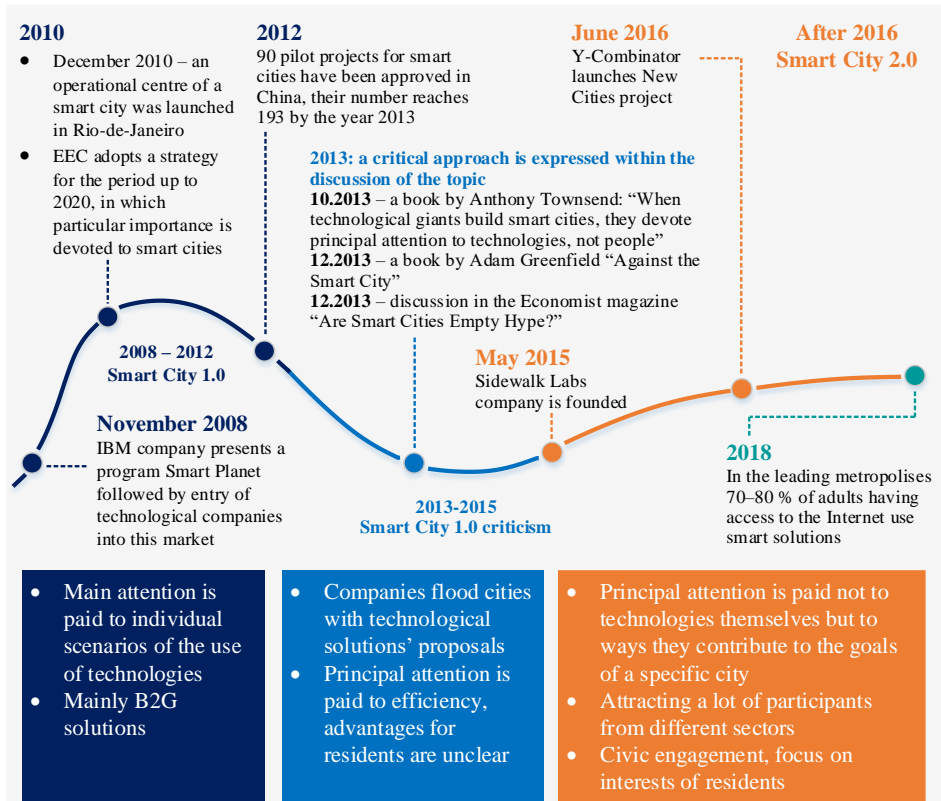 2010
● December 2010 – an
operational centre of a
smart city was launched
in Rio-de-Janeiro
● EEC adopts a strategy
for the period up to
2020, in which
particular importance is
devoted to smart cities
2012
90 pilot projects for smart
cities have been approved in
China, their number reaches
193 by the year 2013
June 2016
Y-Combinator
launches New
Cities project
After 2016
Smart City 2.0
2013: a critical approach is expressed within the
discussion of the topic
10.2013 – a book by Anthony Townsend: “When
technological giants build smart cities, they devote
principal attention to technologies, not people”
12.2013 – a book by Adam Greenfield “Against the
Smart City”
12.2013 – discussion in the Economist magazine
“Are Smart Cities Empty Hype?”
2008 – 2012
Smart City 1.0
May 2015
Sidewalk Labs
company is founded
November 2008
IBM company presents a
program Smart Planet
followed by entry of
technological companies
into this market
2013-2015
Smart City 1.0 criticism
2018
In the leading metropolises
70–80 % of adults having
access to the Internet use
smart solutions
• Main attention is
paid to individual
scenarios of the use
of technologies
• Mainly B2G
solutions
• Companies flood cities
with technological
solutions’ proposals
• Principal attention is
paid to efficiency,
advantages for
residents are unclear
• Principal attention is paid not to
technologies themselves but to
ways they contribute to the goals
of a specific city
• Attracting a lot of participants
from different sectors
• Civic engagement, focus on
interests of residents